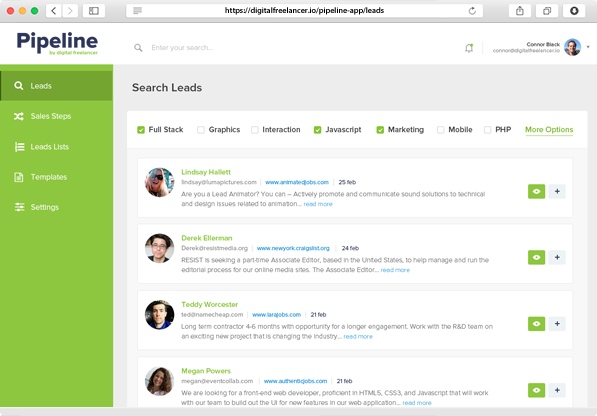 https://digitalfreelancer.io/pipeline-app/leads
Pipeline
by digital freelancer
Enter your search...
Connor Black
connor@digitalfreelancer.io
Leads
Sales Steps
Leads Lists
Templates
Settings
Search Leads
Full Stack Graphics Interaction Javascript Marketing Mobile PHP More Options
Lindsay Hallett
lindsay@lumapictures.com www.animatedjobs.com 25 feb
Are you a Lead Animator? You can – Actively promote and communicate sound solutions to technical
and design issues related to animation... read more
Derek Ellerman
Derek@resistmedia.org www.newyork.craigslist.org 24 feb
RESIST is seeking a part-time Associate Editor, based in the United States, to help manage and run the
editorial process for our online media sites. The Associate Editor... read more
Teddy Worcester
ted@namecheap.com www.larajobs.com 21 feb
Long term contractor 4-6 months with opportunity for a longer engagement. Work with the R&D team on
an exciting new project that is changing the industry... read more
Megan Powers
megan@eventcollab.com www.authenticjobs.com 21 feb
We are looking for a front-end web developer, proficient in HTML5, CSS3, and Javascript that will work
with our team to build out the UI for new features in our web application... read more